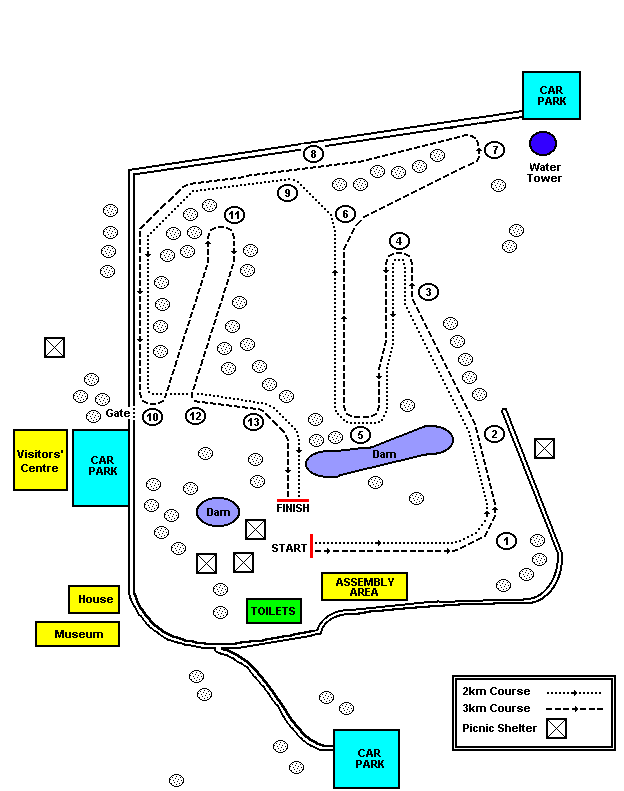 CAR
PARK
Water
Tower
8
7
9
6
11
4
3
10
12
13
5
2
Gate
Visitors'
Centre
CAR
PARK
Dam
Dam
FINISH
START
1
ASSEMBLY
AREA
House
TOILETS
Museum
2km Course
3km Course
Picnic Shelter
CAR
PARK